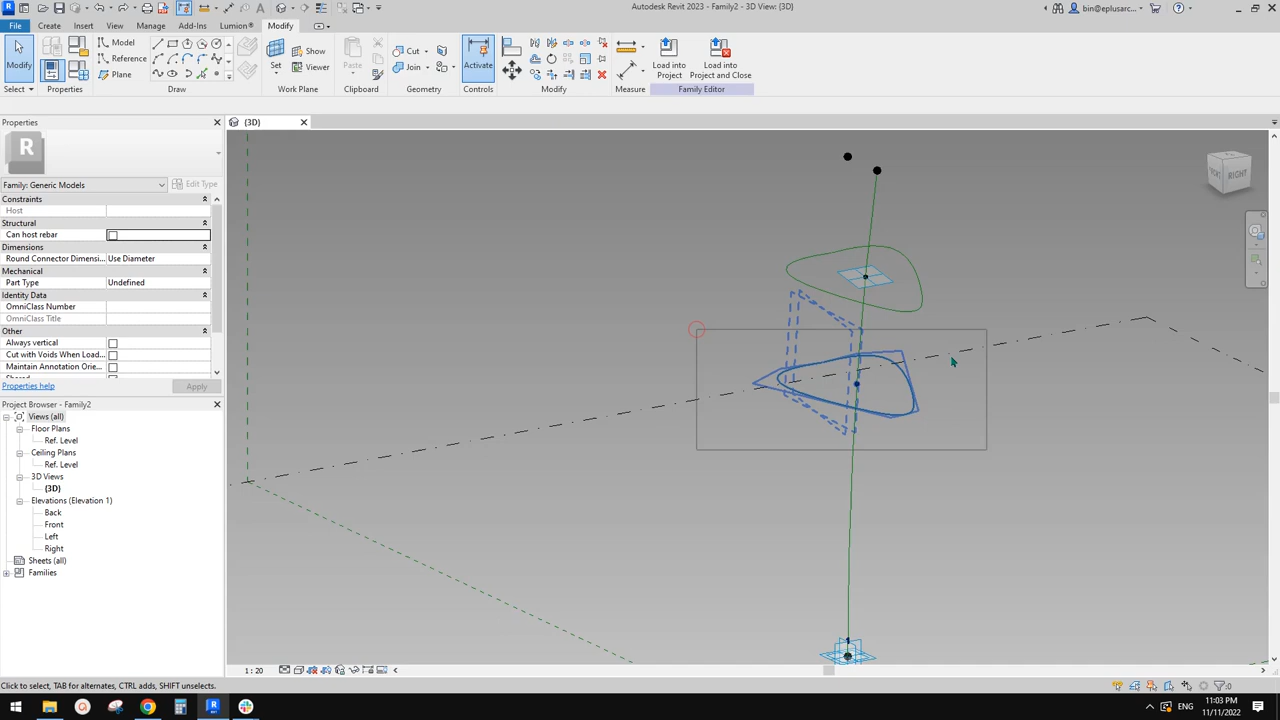 Autodesk Revit 2023 - Family2 - 3D View: {3D}
bin@eplusarc...
File Create Insert View Manage Add-Ins Lumion® Modify
Modify
Model
Reference
Plane
Set
Show
Viewer
Paste
Cut
Join
Activate
Load into
Project
Load into
Project and Close
Select Properties Draw Work Plane Clipboard Geometry Controls Modify Measure Family Editor
Properties
{3D}
R
Family: Generic Models
Edit Type
Constraints
Host
Structural
Can host rebar
Dimensions
Round Connector Dimensi... Use Diameter
Mechanical
Part Type Undefined
Identity Data
OmniClass Number
OmniClass Title
Other
Always vertical
Cut with Voids When Load...
Maintain Annotation Orie...
Properties help
Apply
Project Browser - Family2
Views (all)
Floor Plans
Ref. Level
Ceiling Plans
Ref. Level
3D Views
{3D}
Elevations (Elevation 1)
Back
Front
Left
Right
Sheets (all)
Families
RIGHT
1 : 20
Click to select, TAB for alternates, CTRL adds, SHIFT unselects.
:0
ENG
11:03 PM
11/11/2022